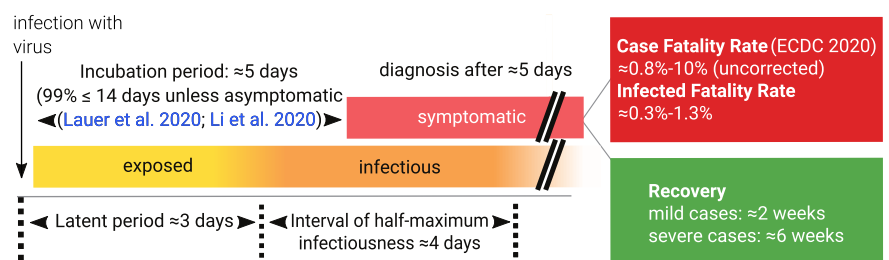 infection with
virus
Incubation period: ≈5 days
(99% ≤ 14 days unless asymptomatic
(Lauer et al. 2020; Li et al. 2020)
diagnosis after ≈5 days
symptomatic
exposed
infectious
Latent period ≈3 days
Interval of half-maximum
infectiousness ≈4 days
Case Fatality Rate (ECDC 2020)
≈0.8%-10% (uncorrected)
Infected Fatality Rate
≈0.3%-1.3%
Recovery
mild cases: ≈2 weeks
severe cases: ≈6 weeks